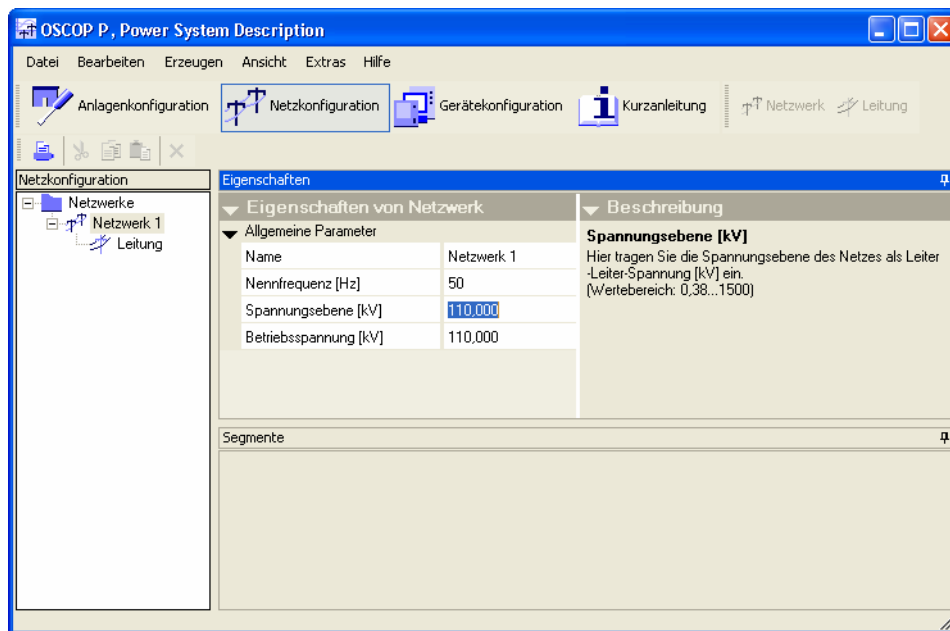 OSCOP P, Power System Description
Datei Bearbeiten Erzeugen Ansicht Extras Hilfe
Anlagenkonfiguration Netzkonfiguration Gerätekonfiguration Kurzanleitung Netzwerk Leitung
Netzkonfiguration
Netzwerke
Netzwerk 1
Leitung
Eigenschaften
Eigenschaften von Netzwerk
Allgemeine Parameter
Name Netzwerk 1
Nennfrequenz [Hz] 50
Spannungsebene [kV] 110,000
Betriebsspannung [kV] 110,000
Beschreibung
Spannungsebene [kV]
Hier tragen Sie die Spannungsebene des Netzes als Leiter
-Leiter-Spannung [kV] ein.
(Wertebereich: 0,38...1500)
Segmente